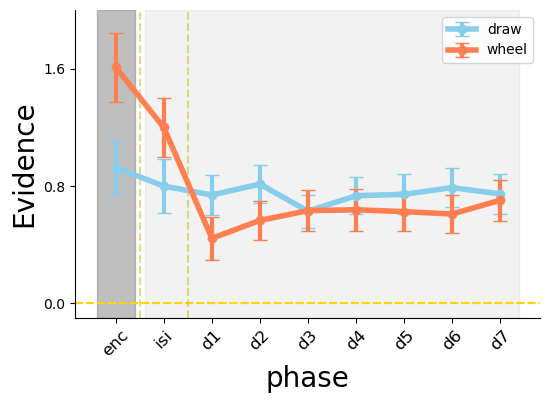 draw
wheel
1.6
0.8
0.0
Evidence
enc
isi
d1
d2
d3
d4
d5
d6
d7
phase